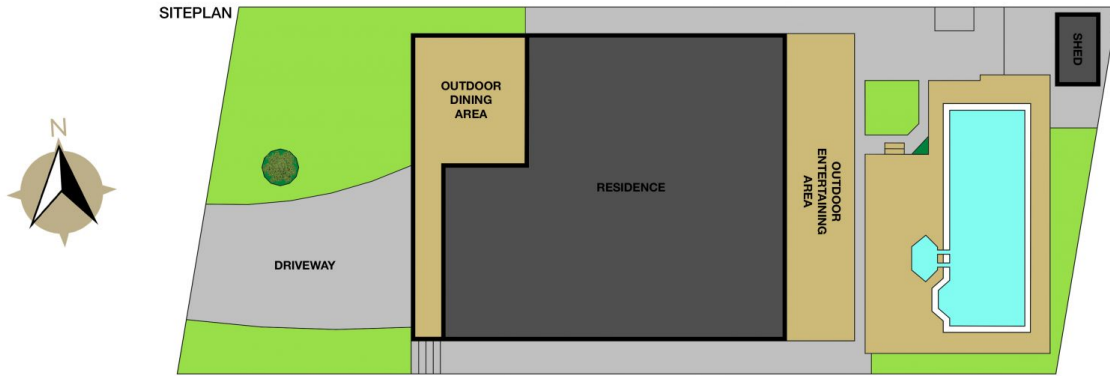 SITEPLAN
OUTDOOR
DINING
AREA
SHED
N
RESIDENCE
OUTDOOR
ENTERTAINING
AREA
DRIVEWAY